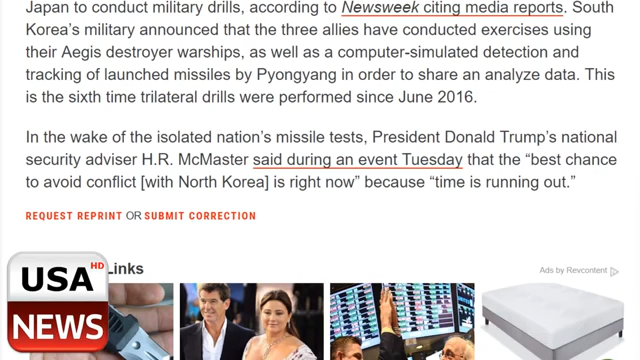 Japan to conduct military drills, according to Newsweek citing media reports. South
Korea's military announced that the three allies have conducted exercises using
their Aegis destroyer warships, as well as a computer-simulated detection and
tracking of launched missiles by Pyongyang in order to share an analyze data. This
is the sixth time trilateral drills were performed since June 2016.
In the wake of the isolated nation's missile tests, President Donald Trump's national
security adviser H.R. McMaster said during an event Tuesday that the “best chance
to avoid conflict [with North Korea] is right now” because “time is running out.”
REQUEST REPRINT OR SUBMIT CORRECTION
Links
Ads by Revcontent
USA HD
NEWS